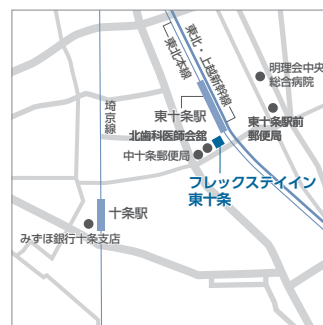 東北・上越新幹線
東北本線
明理会中央
総合病院
埼京線
東十条駅
東十条駅前
郵便局
北歯科医師会館
中十条郵便局
フレックステイイン
東十条
十条駅
みずほ銀行十条支店